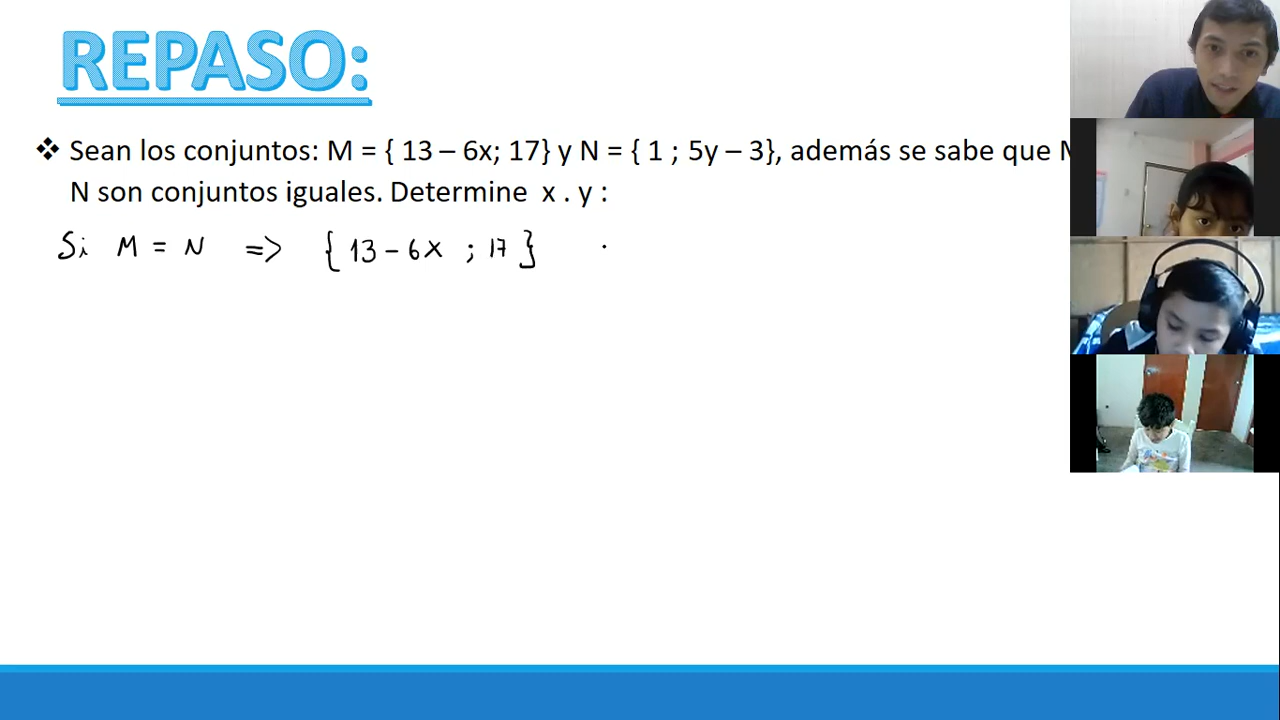 REPASO:
❖ Sean los conjuntos: M = { 13 – 6x; 17} y N = { 1 ; 5y – 3}, además se sabe que M
N son conjuntos iguales. Determine x . y :
Si M = N => { 13 - 6x ; 17 }